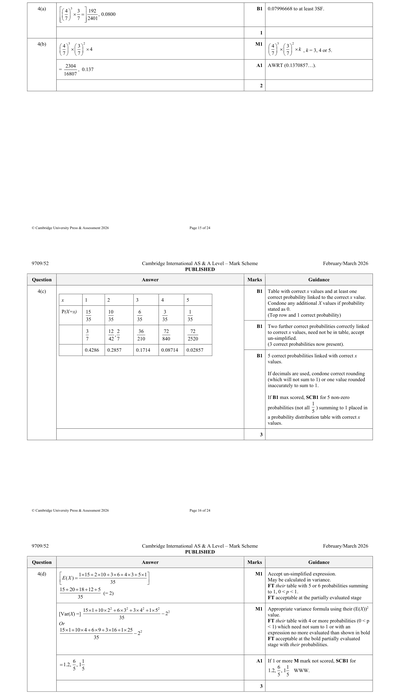 4(a)
[(4/7)³ × 3/7 =] 192/2401, 0.0800
B1 0.07996668 to at least 3SF.
1
4(b)
(4/7)³ × (3/7)² × 4
M1 (4/7)³ × (3/7)² × k, k = 3, 4 or 5.
= 2304/16807, 0.137
A1 AWRT (0.1370857…).
2
© Cambridge University Press & Assessment 2026 Page 15 of 24
9709/52 Cambridge International AS & A Level – Mark Scheme February/March 2026
PUBLISHED
Question Answer Marks Guidance
4(c)
x 1 2 3 4 5
P(X=x) 15/35 10/35 6/35 3/35 1/35
3/7 12/42, 2/7 36/210 72/840 72/2520
0.4286 0.2857 0.1714 0.08714 0.02857
B1 Table with correct x values and at least one
correct probability linked to the correct x value.
Condone any additional X values if probability
stated as 0.
(Top row and 1 correct probability)
B1 Two further correct probabilities correctly
linked to correct x values, need not be in table, accept
un-simplified.
(3 correct probabilities now present).
B1 5 correct probabilities linked with correct x
values.
If decimals are used, condone correct rounding
(which will not sum to 1) or one value rounded
inaccurately to sum to 1.
If B1 max scored, SCB1 for 5 non-zero
probabilities (not all 1/5) summing to 1 placed in
a probability distribution table with correct x
values.
3
© Cambridge University Press & Assessment 2026 Page 16 of 24
9709/52 Cambridge International AS & A Level – Mark Scheme February/March 2026
PUBLISHED
Question Answer Marks Guidance
4(d)
[E(X) = (1×15+2×10+3×6+4×3+5×1)/35]
(15+20+18+12+5)/35 (= 2)
M1 Accept un-simplified expression.
May be calculated in variance.
FT their table with 5 or 6 probabilities summing
to 1, 0 < p < 1.
FT acceptable at the partially evaluated stage
[Var(X) =] (15×1+10×2²+6×3²+3×4²+1×5²)/35 − 2²
Or
(15×1+10×4+6×9+3×16+1×25)/35 − 2²
M1 Appropriate variance formula using their (E(X))²
value.
FT their table with 4 or more probabilities (0 < p
< 1) which need not sum to 1 or with an
expression no more evaluated than shown in bold
FT acceptable at the partially evaluated
stage with their probabilities.
= 1.2, 6/5, 1 1/5
A1 If 1 or more M mark not scored, SCB1 for
1.2, 6/5, 1 1/5 WWW.
3